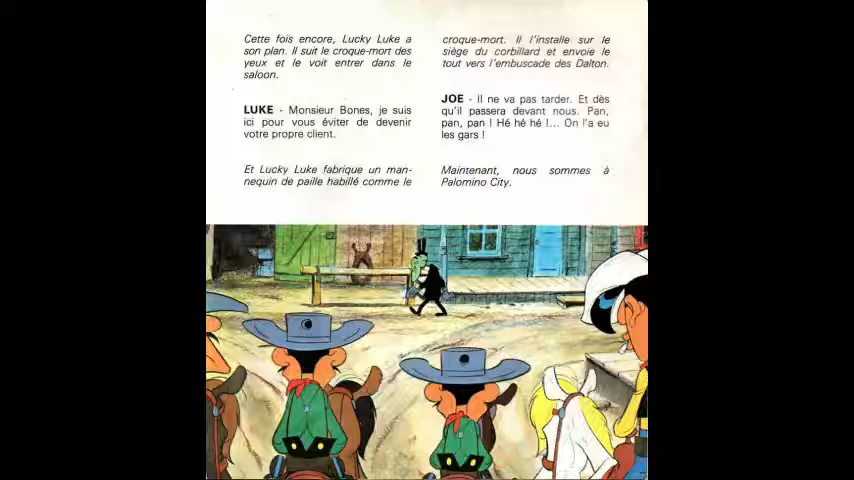 Cette fois encore, Lucky Luke a
son plan. Il suit le croque-mort des
yeux et le voit entrer dans le
saloon.
LUKE - Monsieur Bones, je suis
ici pour vous éviter de devenir
votre propre client.
Et Lucky Luke fabrique un man-
nequin de paille habillé comme le
croque-mort. Il l'installe sur le
siège du corbillard et envoie le
tout vers l'embuscade des Dalton.
JOE - Il ne va pas tarder. Et dès
qu'il passera devant nous. Pan,
pan, pan ! Hé hé hé !... On l'a eu
les gars !
Maintenant, nous sommes à
Palomino City.